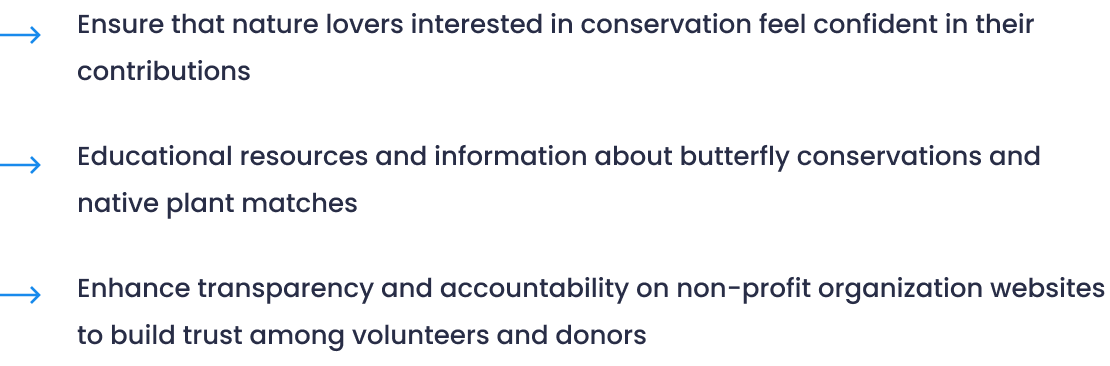 Ensure that nature lovers interested in conservation feel confident in their
contributions
Educational resources and information about butterfly conservations and
native plant matches
Enhance transparency and accountability on non-profit organization websites
to build trust among volunteers and donors